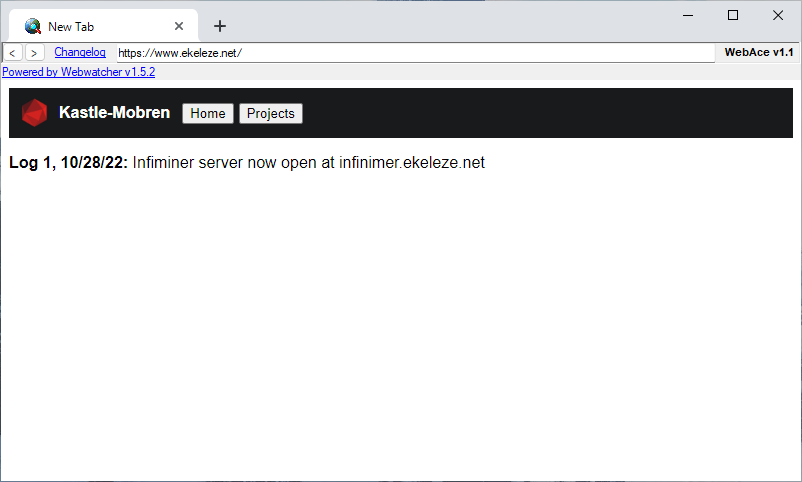 New Tab
< > Changelog https://www.ekeleze.net/ WebAce v1.1
Powered by Webwatcher v1.5.2
Kastle-Mobren Home Projects
Log 1, 10/28/22: Infiminer server now open at infinimer.ekeleze.net